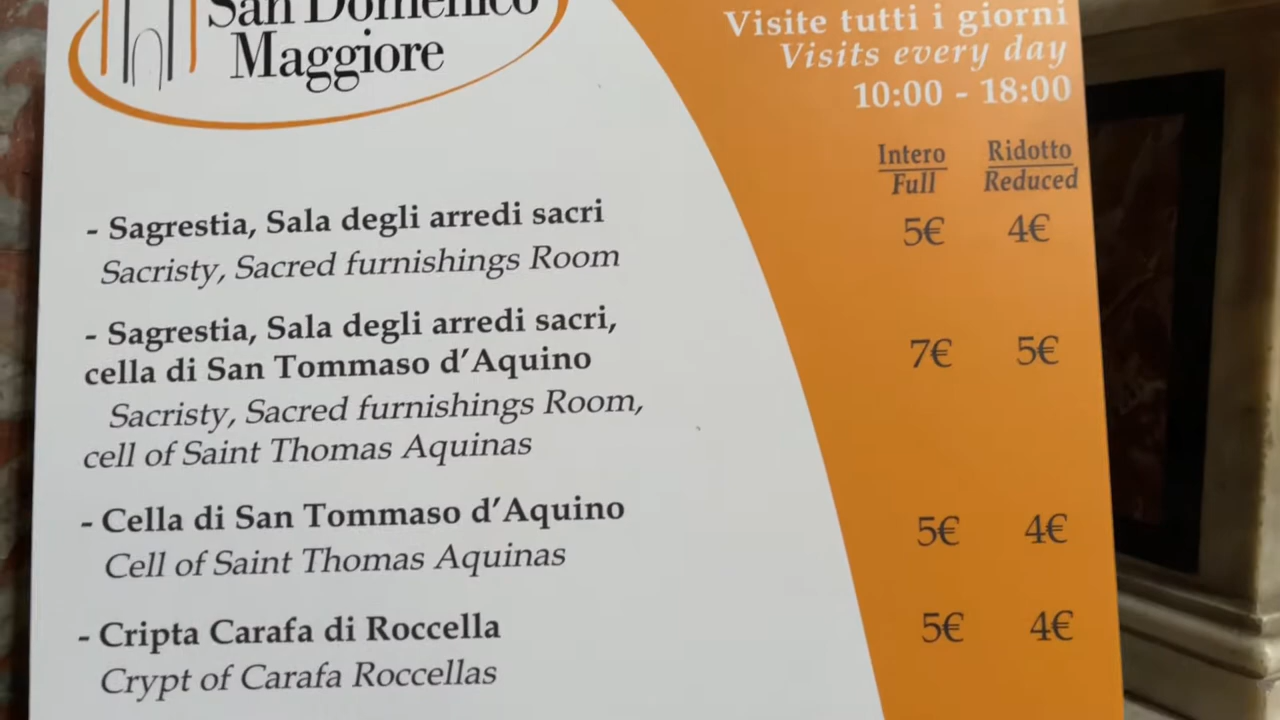 San Domenico
Maggiore
Visite tutti i giorni
Visits every day
10:00 - 18:00
Intero Ridotto
Full Reduced
- Sagrestia, Sala degli arredi sacri 5€ 4€
Sacristy, Sacred furnishings Room
- Sagrestia, Sala degli arredi sacri,
cella di San Tommaso d'Aquino 7€ 5€
Sacristy, Sacred furnishings Room,
cell of Saint Thomas Aquinas
- Cella di San Tommaso d'Aquino 5€ 4€
Cell of Saint Thomas Aquinas
- Cripta Carafa di Roccella 5€ 4€
Crypt of Carafa Roccellas